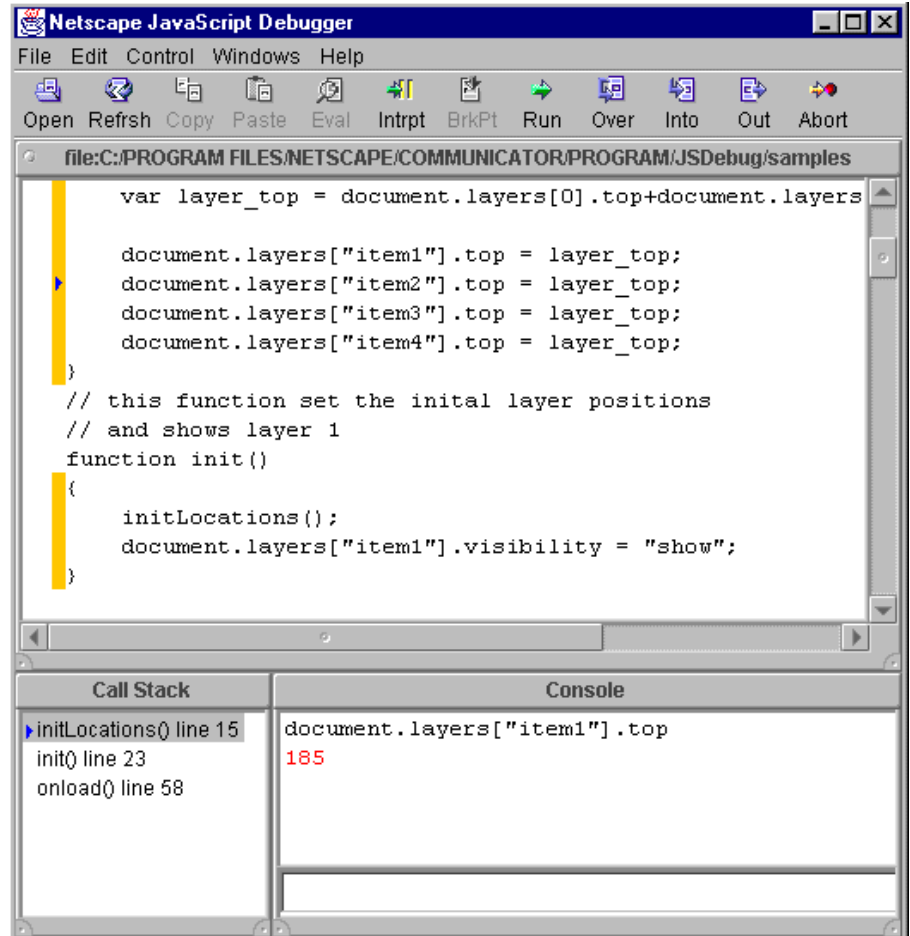 Netscape JavaScript Debugger
File Edit Control Windows Help
Open Refrsh Copy Paste Eval Intrpt BrkPt Run Over Into Out Abort
file:C:/PROGRAM FILES/NETSCAPE/COMMUNICATOR/PROGRAM/JSDebug/samples
var layer_top = document.layers[0].top+document.layers
document.layers["item1"].top = layer_top;
document.layers["item2"].top = layer_top;
document.layers["item3"].top = layer_top;
document.layers["item4"].top = layer_top;
}
// this function set the inital layer positions
// and shows layer 1
function init()
{
initLocations();
document.layers["item1"].visibility = "show";
}
Call Stack
Console
initLocations() line 15
init() line 23
onload() line 58
document.layers["item1"].top
185